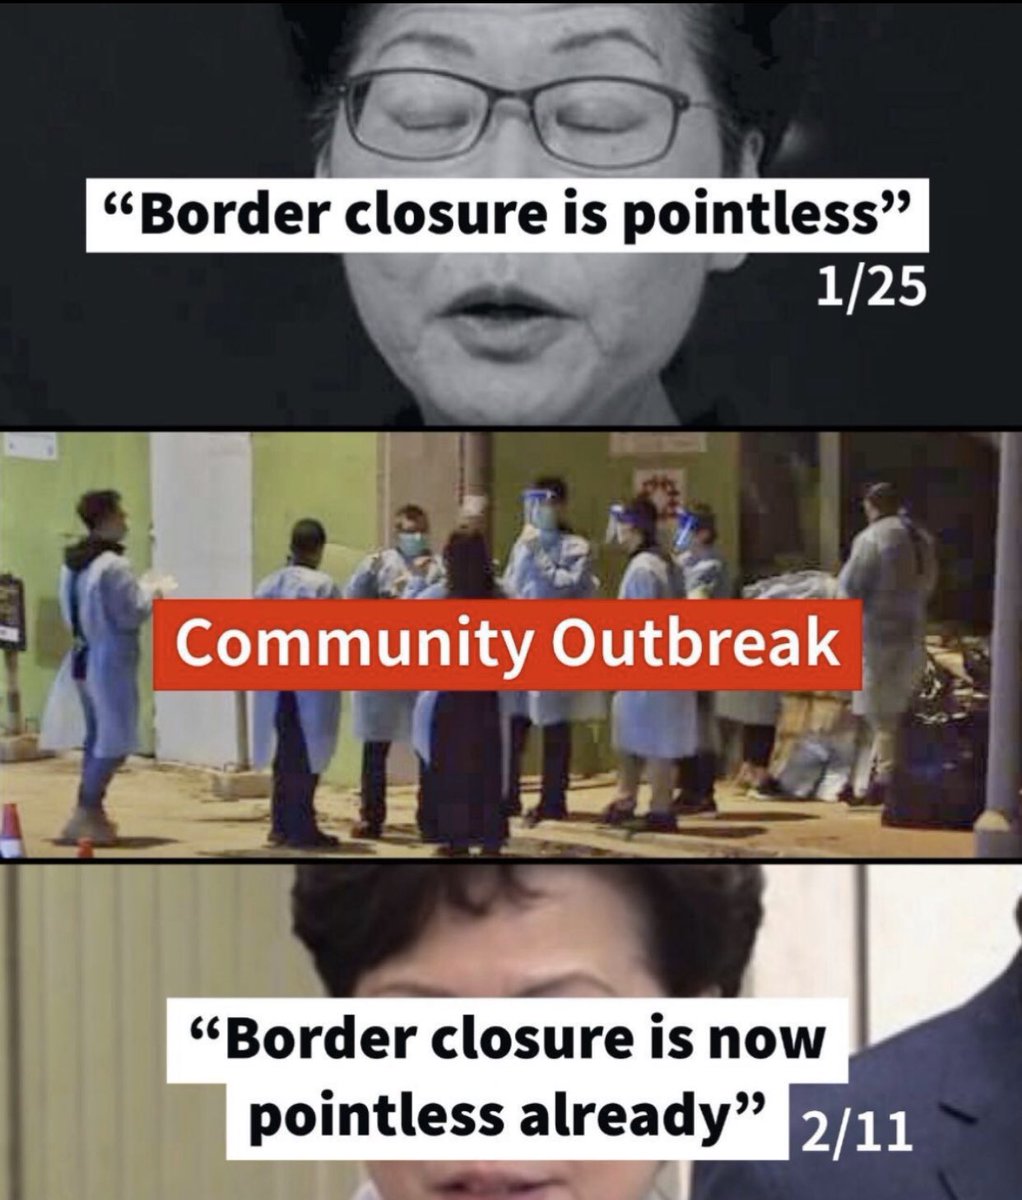 “Border closure is pointless”
1/25
Community Outbreak
“Border closure is now
pointless already”
2/11